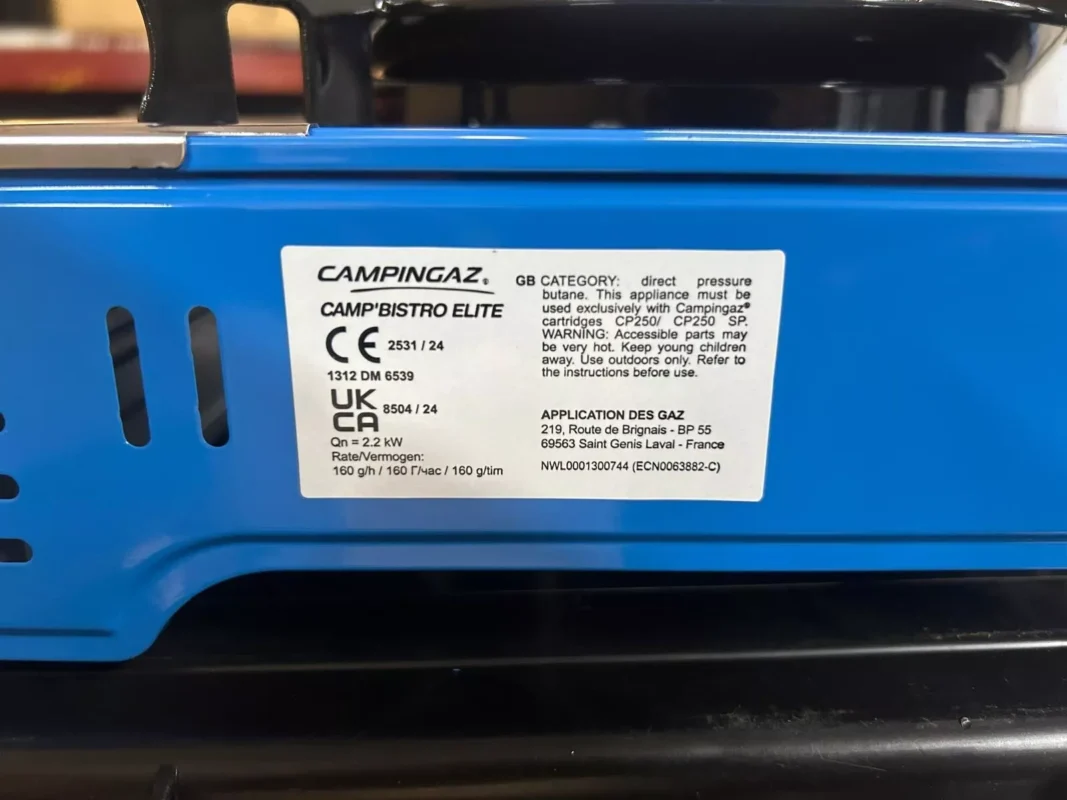 CAMPINGAZ®
CAMP'BISTRO ELITE
CE 2531 / 24
1312 DM 6539
UK
CA 8504 / 24
Qn = 2.2 kW
Rate/Vermogen:
160 g/h / 160 Г/час / 160 g/tim
GB CATEGORY: direct pressure
butane. This appliance must be
used exclusively with Campingaz®
cartridges CP250/ CP250 SP.
WARNING: Accessible parts may
be very hot. Keep young children
away. Use outdoors only. Refer to
the instructions before use.
APPLICATION DES GAZ
219, Route de Brignais - BP 55
69563 Saint Genis Laval - France
NWL0001300744 (ECN0063882-C)